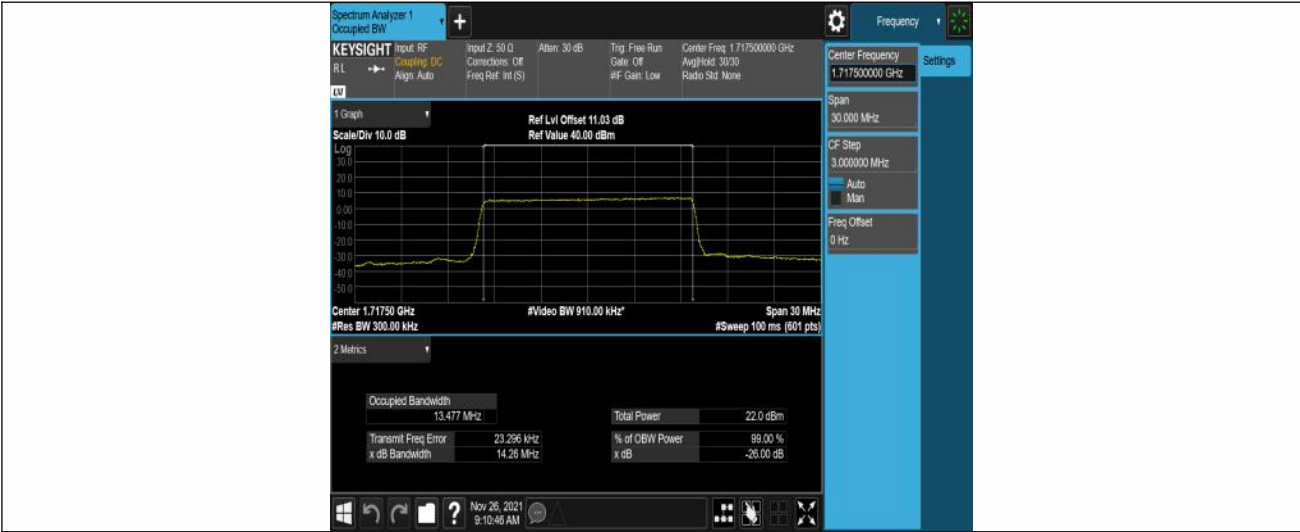 Spectrum Analyzer 1
Occupied BW
+
Frequency
KEYSIGHT
RL
Input: RF
Coupling: DC
Align: Auto
Input Z: 50 Ω
Corrections: Off
Freq Ref: Int (S)
Atten: 30 dB
Trig: Free Run
Gate: Off
#IF Gain: Low
Center Freq: 1.717500000 GHz
Avg|Hold: 30/30
Radio Std: None
LW
Center Frequency
1.717500000 GHz
Settings
Span
30.000 MHz
CF Step
3.000000 MHz
Auto
Man
Freq Offset
0 Hz
1 Graph
Scale/Div 10.0 dB
Ref Lvl Offset 11.03 dB
Ref Value 40.00 dBm
Log
30.0
20.0
10.0
0.00
-10.0
-20.0
-30.0
-40.0
-50.0
Center 1.71750 GHz
#Res BW 300.00 kHz
#Video BW 910.00 kHz*
Span 30 MHz
#Sweep 100 ms (601 pts)
2 Metrics
Occupied Bandwidth
13.477 MHz
Transmit Freq Error 23.296 kHz
x dB Bandwidth 14.26 MHz
Total Power 22.0 dBm
% of OBW Power 99.00 %
x dB -26.00 dB
?
Nov 26, 2021
9:10:46 AM